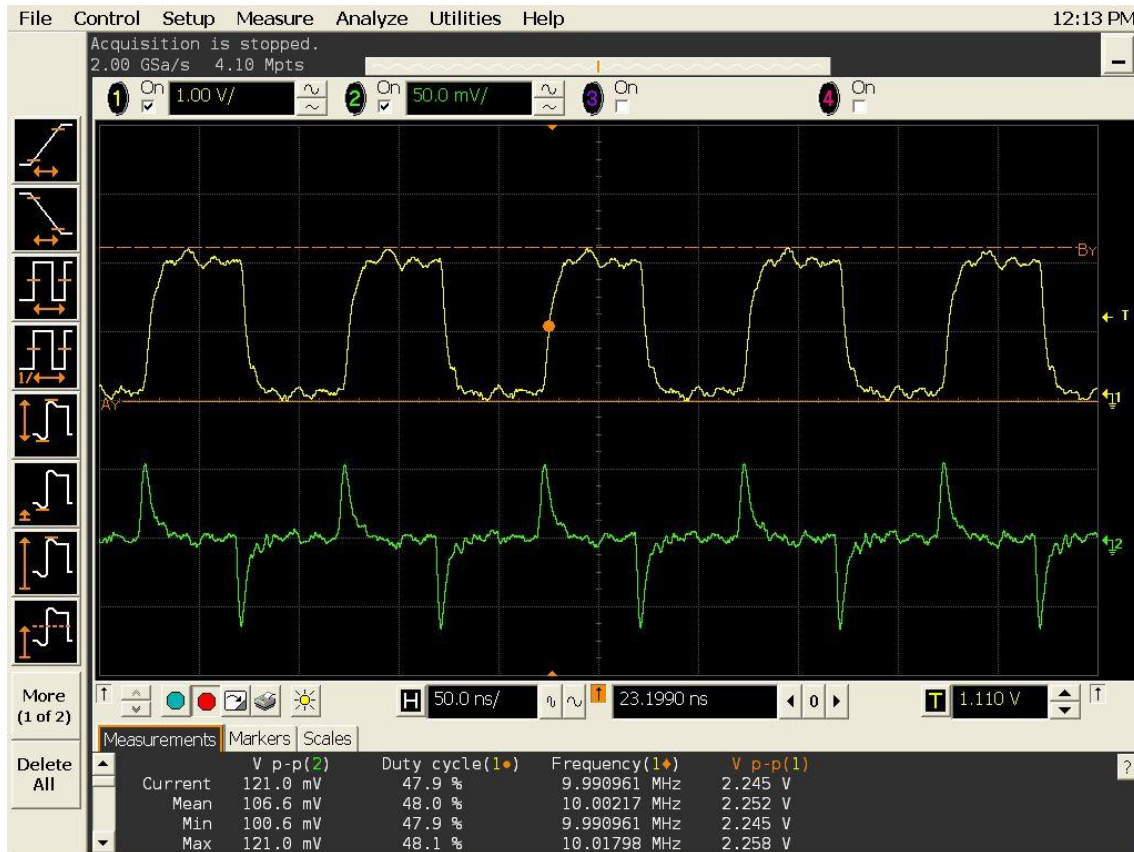 File Control Setup Measure Analyze Utilities Help 12:13 PM
Acquisition is stopped.
2.00 GSa/s 4.10 Mpts
1 On 1.00 V/ 2 On 50.0 mV/ 3 On 4 On
BY
T
AY
1
2
1/
More
(1 of 2)
Delete
All
H 50.0 ns/ 23.1990 ns 0 T 1.110 V
Measurements Markers Scales
V p-p(2) Duty cycle(1●) Frequency(1♦) V p-p(1) ?
Current 121.0 mV 47.9 % 9.990961 MHz 2.245 V
Mean 106.6 mV 48.0 % 10.00217 MHz 2.252 V
Min 100.6 mV 47.9 % 9.990961 MHz 2.245 V
Max 121.0 mV 48.1 % 10.01798 MHz 2.258 V